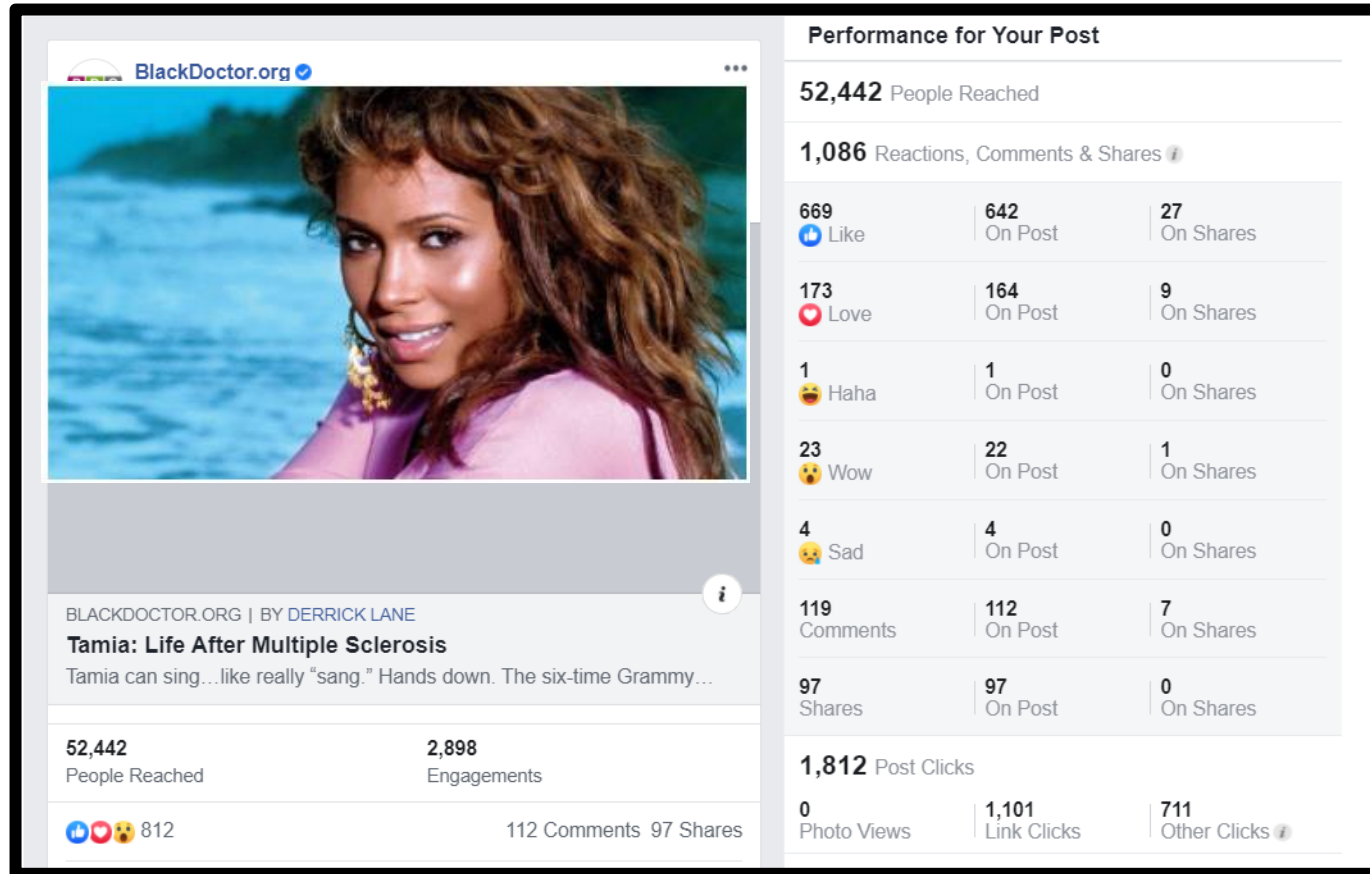 BlackDoctor.org
BLACKDOCTOR.ORG | BY DERRICK LANE
Tamia: Life After Multiple Sclerosis
Tamia can sing…like really “sang.” Hands down. The six-time Grammy…
52,442
People Reached
2,898
Engagements
812
112 Comments 97 Shares
Performance for Your Post
52,442 People Reached
1,086 Reactions, Comments & Shares
669
Like
642
On Post
27
On Shares
173
Love
164
On Post
9
On Shares
1
Haha
1
On Post
0
On Shares
23
Wow
22
On Post
1
On Shares
4
Sad
4
On Post
0
On Shares
119
Comments
112
On Post
7
On Shares
97
Shares
97
On Post
0
On Shares
1,812 Post Clicks
0
Photo Views
1,101
Link Clicks
711
Other Clicks